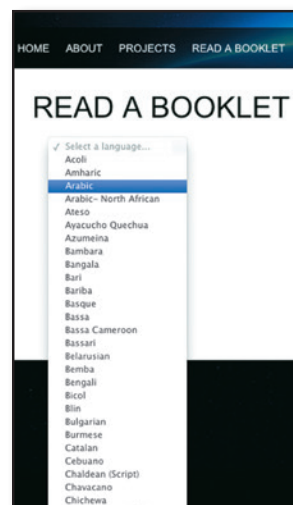 HOME ABOUT PROJECTS READ A BOOKLET
READ A BOOKLET
✓ Select a language...
Acoli
Amharic
Arabic
Arabic- North African
Ateso
Ayacucho Quechua
Azumeina
Bambara
Bangala
Bari
Bariba
Basque
Bassa
Bassa Cameroon
Bassari
Belarusian
Bemba
Bengali
Bicol
Blin
Bulgarian
Burmese
Catalan
Cebuano
Chaldean (Script)
Chavacano
Chichewa